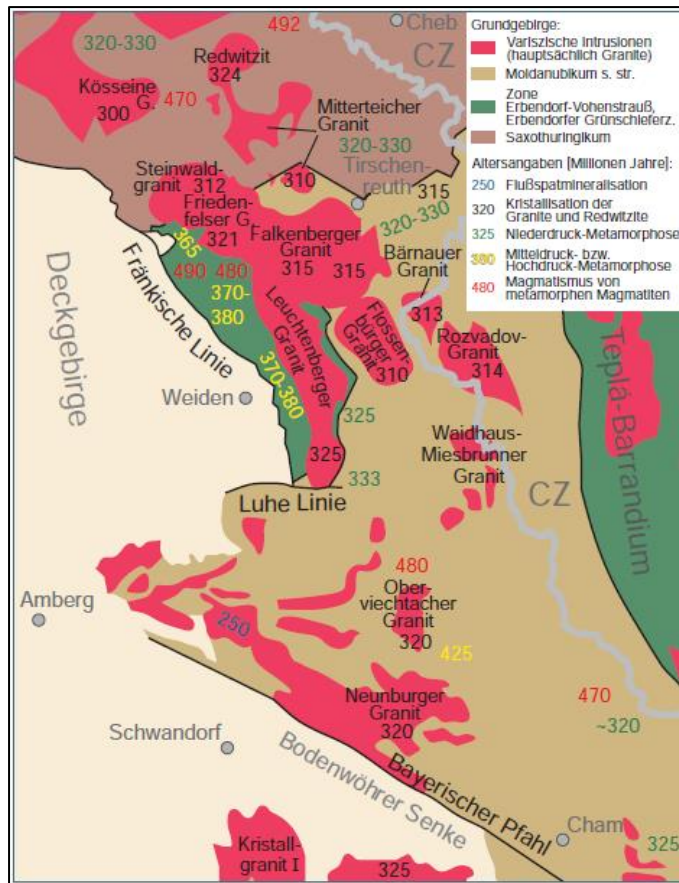 492
Cheb
320-330
Redwitzit
324
CZ
Kösseine
G.
300
470
Mitterteicher
Granit
320-330
Tirschen-
reuth
Steinwald-
granit
312
310
315
Frieden-
felser G.
321
320-330
Falkenberger
Granit
315
315
Bärnauer
Granit
313
365
490
480
370-
380
Fränkische Linie
Deckgebirge
Leuchtenberger
Granit
325
Flossen-
bürger
Granit
310
Rozvadov-
Granit
314
Weiden
370-380
325
333
Waidhaus-
Miesbrunner
Granit
CZ
Teplá-Barrandium
Luhe Linie
480
Ober-
viechtacher
Granit
320
425
Amberg
250
Neunburger
Granit
320
470
~320
Schwandorf
Bodenwöhrer Senke
Bayerischer Pfahl
Cham
Kristall-
granit I
325
325
Grundgebirge:
Variszische Intrusionen
(hauptsächlich Granite)
Moldanubikum s. str.
Zone
Erbendorf-Vohenstrauß,
Erbendorfer Grünschieferz.
Saxothuringikum
Altersangaben [Millionen Jahre]:
250 Flußspatmineralisation
320 Kristallisation der
Granite und Redwitzite
325 Niederdruck-Metamorphose
380 Mitteldruck- bzw.
Hochdruck-Metamorphose
480 Magmatismus von
metamorphen Magmatiten